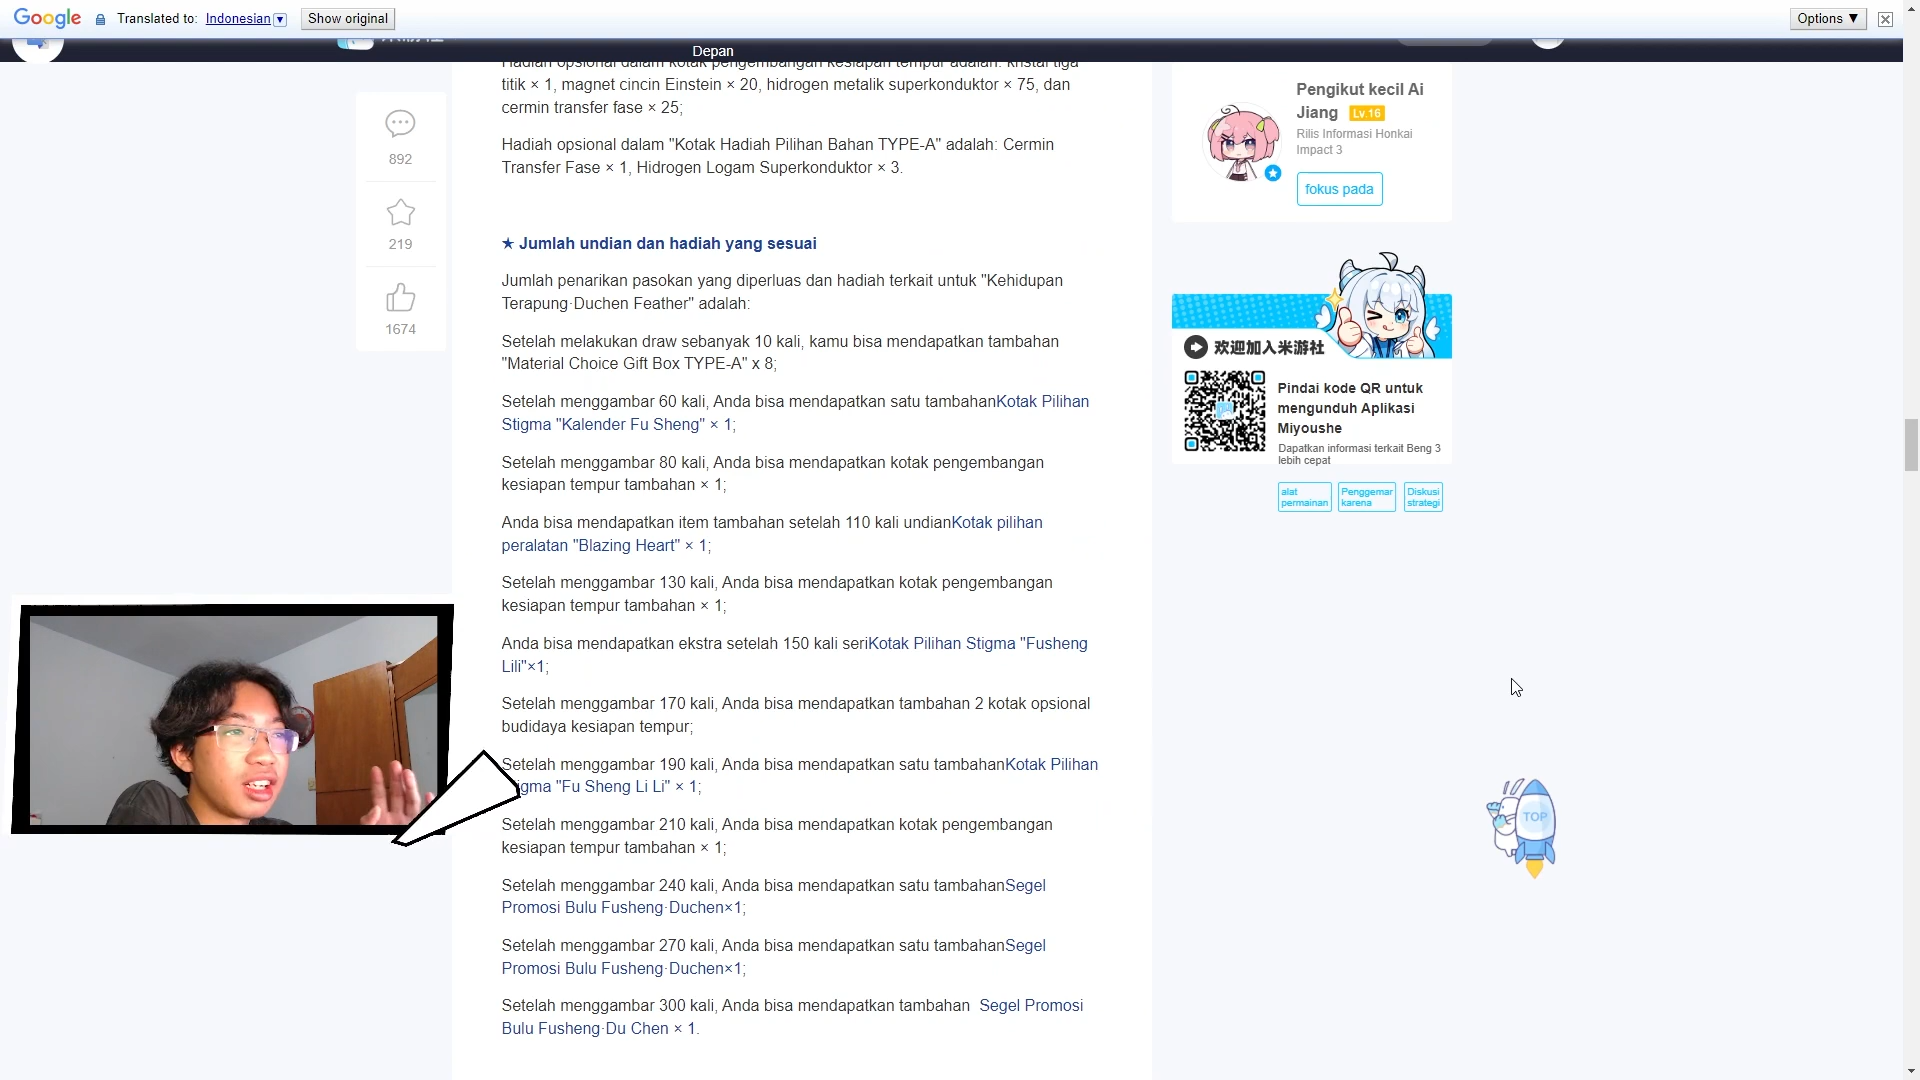 Google Translated to: Indonesian Show original Options ▼
Depan
Hadiah opsional dalam kotak pengembangan kesiapan tempur adalah: kristal tiga
titik × 1, magnet cincin Einstein × 20, hidrogen metalik superkonduktor × 75, dan
cermin transfer fase × 25;
Hadiah opsional dalam "Kotak Hadiah Pilihan Bahan TYPE-A" adalah: Cermin
Transfer Fase × 1, Hidrogen Logam Superkonduktor × 3.
★ Jumlah undian dan hadiah yang sesuai
Jumlah penarikan pasokan yang diperluas dan hadiah terkait untuk "Kehidupan
Terapung·Duchen Feather" adalah:
Setelah melakukan draw sebanyak 10 kali, kamu bisa mendapatkan tambahan
"Material Choice Gift Box TYPE-A" x 8;
Setelah menggambar 60 kali, Anda bisa mendapatkan satu tambahanKotak Pilihan
Stigma "Kalender Fu Sheng" × 1;
Setelah menggambar 80 kali, Anda bisa mendapatkan kotak pengembangan
kesiapan tempur tambahan × 1;
Anda bisa mendapatkan item tambahan setelah 110 kali undianKotak pilihan
peralatan "Blazing Heart" × 1;
Setelah menggambar 130 kali, Anda bisa mendapatkan kotak pengembangan
kesiapan tempur tambahan × 1;
Anda bisa mendapatkan ekstra setelah 150 kali seriKotak Pilihan Stigma "Fusheng
Lili"×1;
Setelah menggambar 170 kali, Anda bisa mendapatkan tambahan 2 kotak opsional
budidaya kesiapan tempur;
Setelah menggambar 190 kali, Anda bisa mendapatkan satu tambahanKotak Pilihan
igma "Fu Sheng Li Li" × 1;
Setelah menggambar 210 kali, Anda bisa mendapatkan kotak pengembangan
kesiapan tempur tambahan × 1;
Setelah menggambar 240 kali, Anda bisa mendapatkan satu tambahanSegel
Promosi Bulu Fusheng·Duchen×1;
Setelah menggambar 270 kali, Anda bisa mendapatkan satu tambahanSegel
Promosi Bulu Fusheng·Duchen×1;
Setelah menggambar 300 kali, Anda bisa mendapatkan tambahan Segel Promosi
Bulu Fusheng·Du Chen × 1.
892
219
1674
Pengikut kecil Ai
Jiang Lv.16
Rilis Informasi Honkai
Impact 3
fokus pada
欢迎加入米游社
Pindai kode QR untuk
mengunduh Aplikasi
Miyoushe
Dapatkan informasi terkait Beng 3
lebih cepat
alat
permainan
Penggemar
karena
Diskusi
strategi
TOP